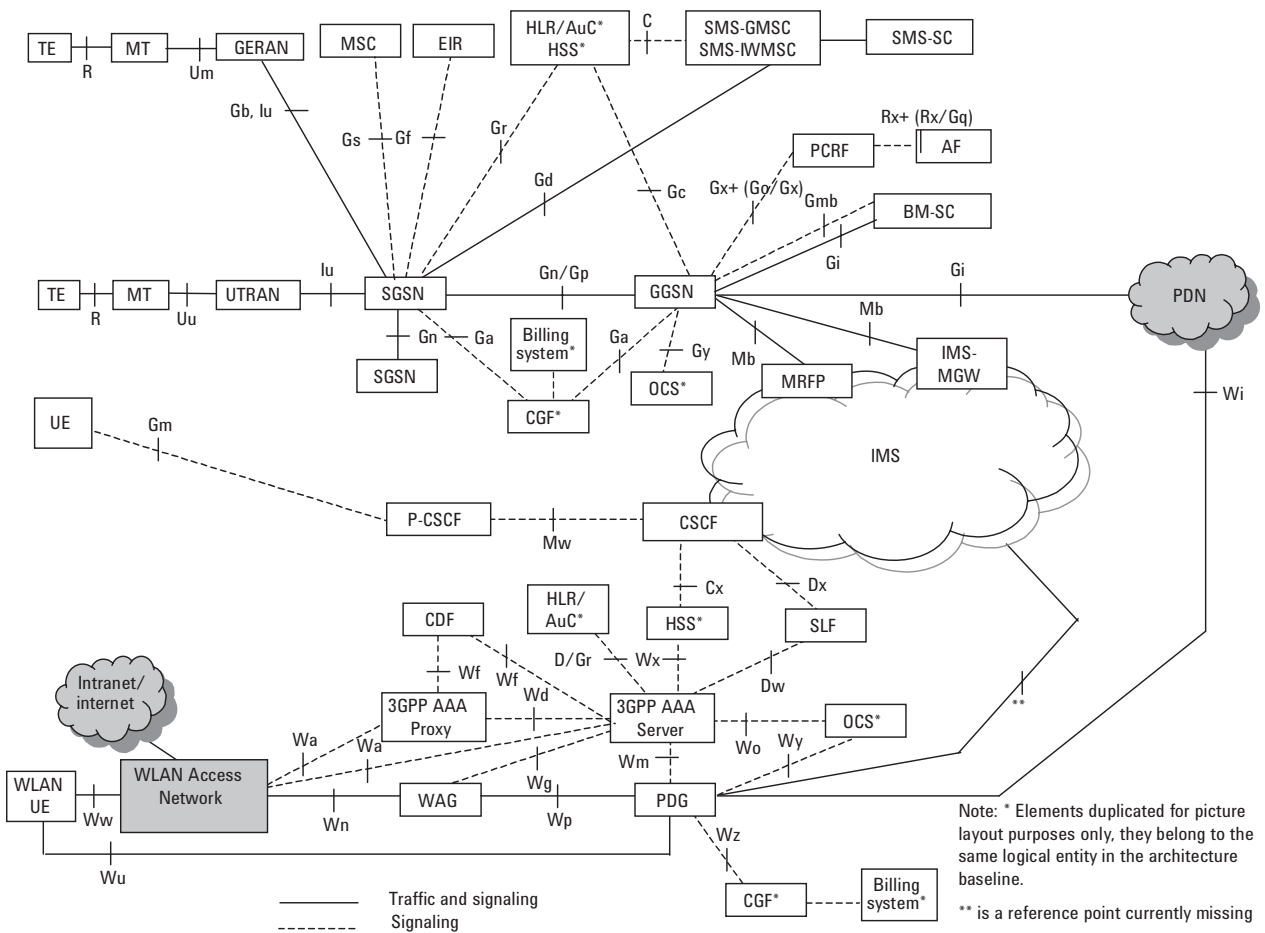 HLR/AuC*
HSS*
C
SMS-GMSC
SMS-IWMSC
SMS-SC
TE
R
MT
Um
GERAN
MSC
EIR
Gb, Iu
Gs
Gf
Gr
Gd
Gc
Rx+ (Rx/Gq)
PCRF
AF
Gx+ (Go/Gx)
Gmb
BM-SC
Gi
TE
R
MT
Uu
UTRAN
Iu
SGSN
Gn/Gp
GGSN
Gi
PDN
Mb
Mb
Gn
Ga
Billing
system*
Ga
Gy
SGSN
CGF*
OCS*
MRFP
IMS-
MGW
Wi
UE
Gm
IMS
P-CSCF
Mw
CSCF
Cx
Dx
HLR/
AuC*
HSS*
SLF
CDF
Wf
Wf
D/Gr
Wx
Dw
Intranet/
internet
3GPP AAA
Proxy
Wd
3GPP AAA
Server
Wo
OCS*
**
Wa
Wa
Wg
Wm
Wy
WLAN
UE
Ww
WLAN Access
Network
Wn
WAG
Wp
PDG
Wu
Wz
CGF*
Billing
system*
Note: * Elements duplicated for picture
layout purposes only, they belong to the
same logical entity in the architecture
baseline.
** is a reference point currently missing
Traffic and signaling
Signaling